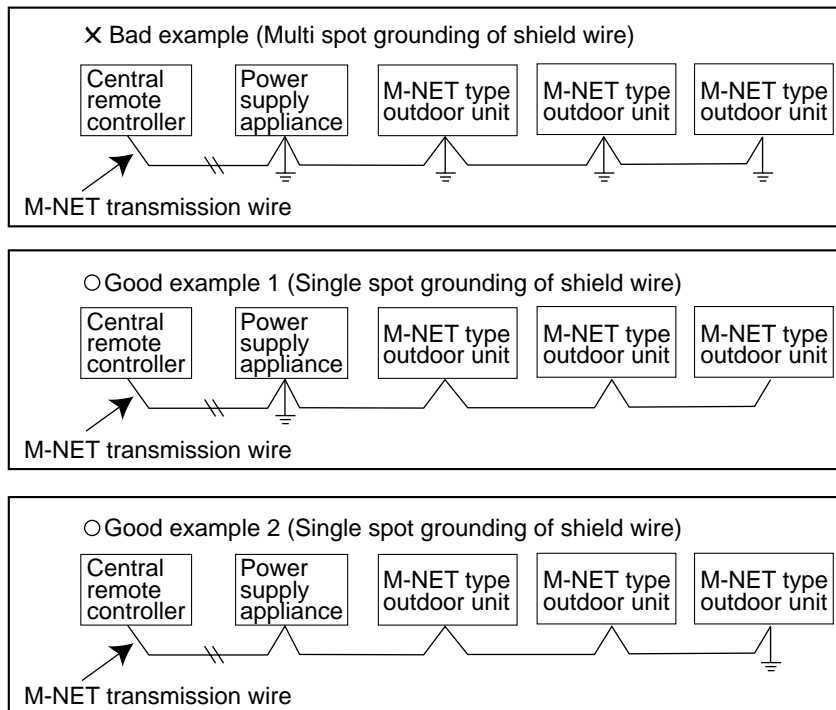 × Bad example (Multi spot grounding of shield wire)
Central
remote
controller
Power
supply
appliance
M-NET type
outdoor unit
M-NET type
outdoor unit
M-NET type
outdoor unit
M-NET transmission wire
○ Good example 1 (Single spot grounding of shield wire)
Central
remote
controller
Power
supply
appliance
M-NET type
outdoor unit
M-NET type
outdoor unit
M-NET type
outdoor unit
M-NET transmission wire
○ Good example 2 (Single spot grounding of shield wire)
Central
remote
controller
Power
supply
appliance
M-NET type
outdoor unit
M-NET type
outdoor unit
M-NET type
outdoor unit
M-NET transmission wire